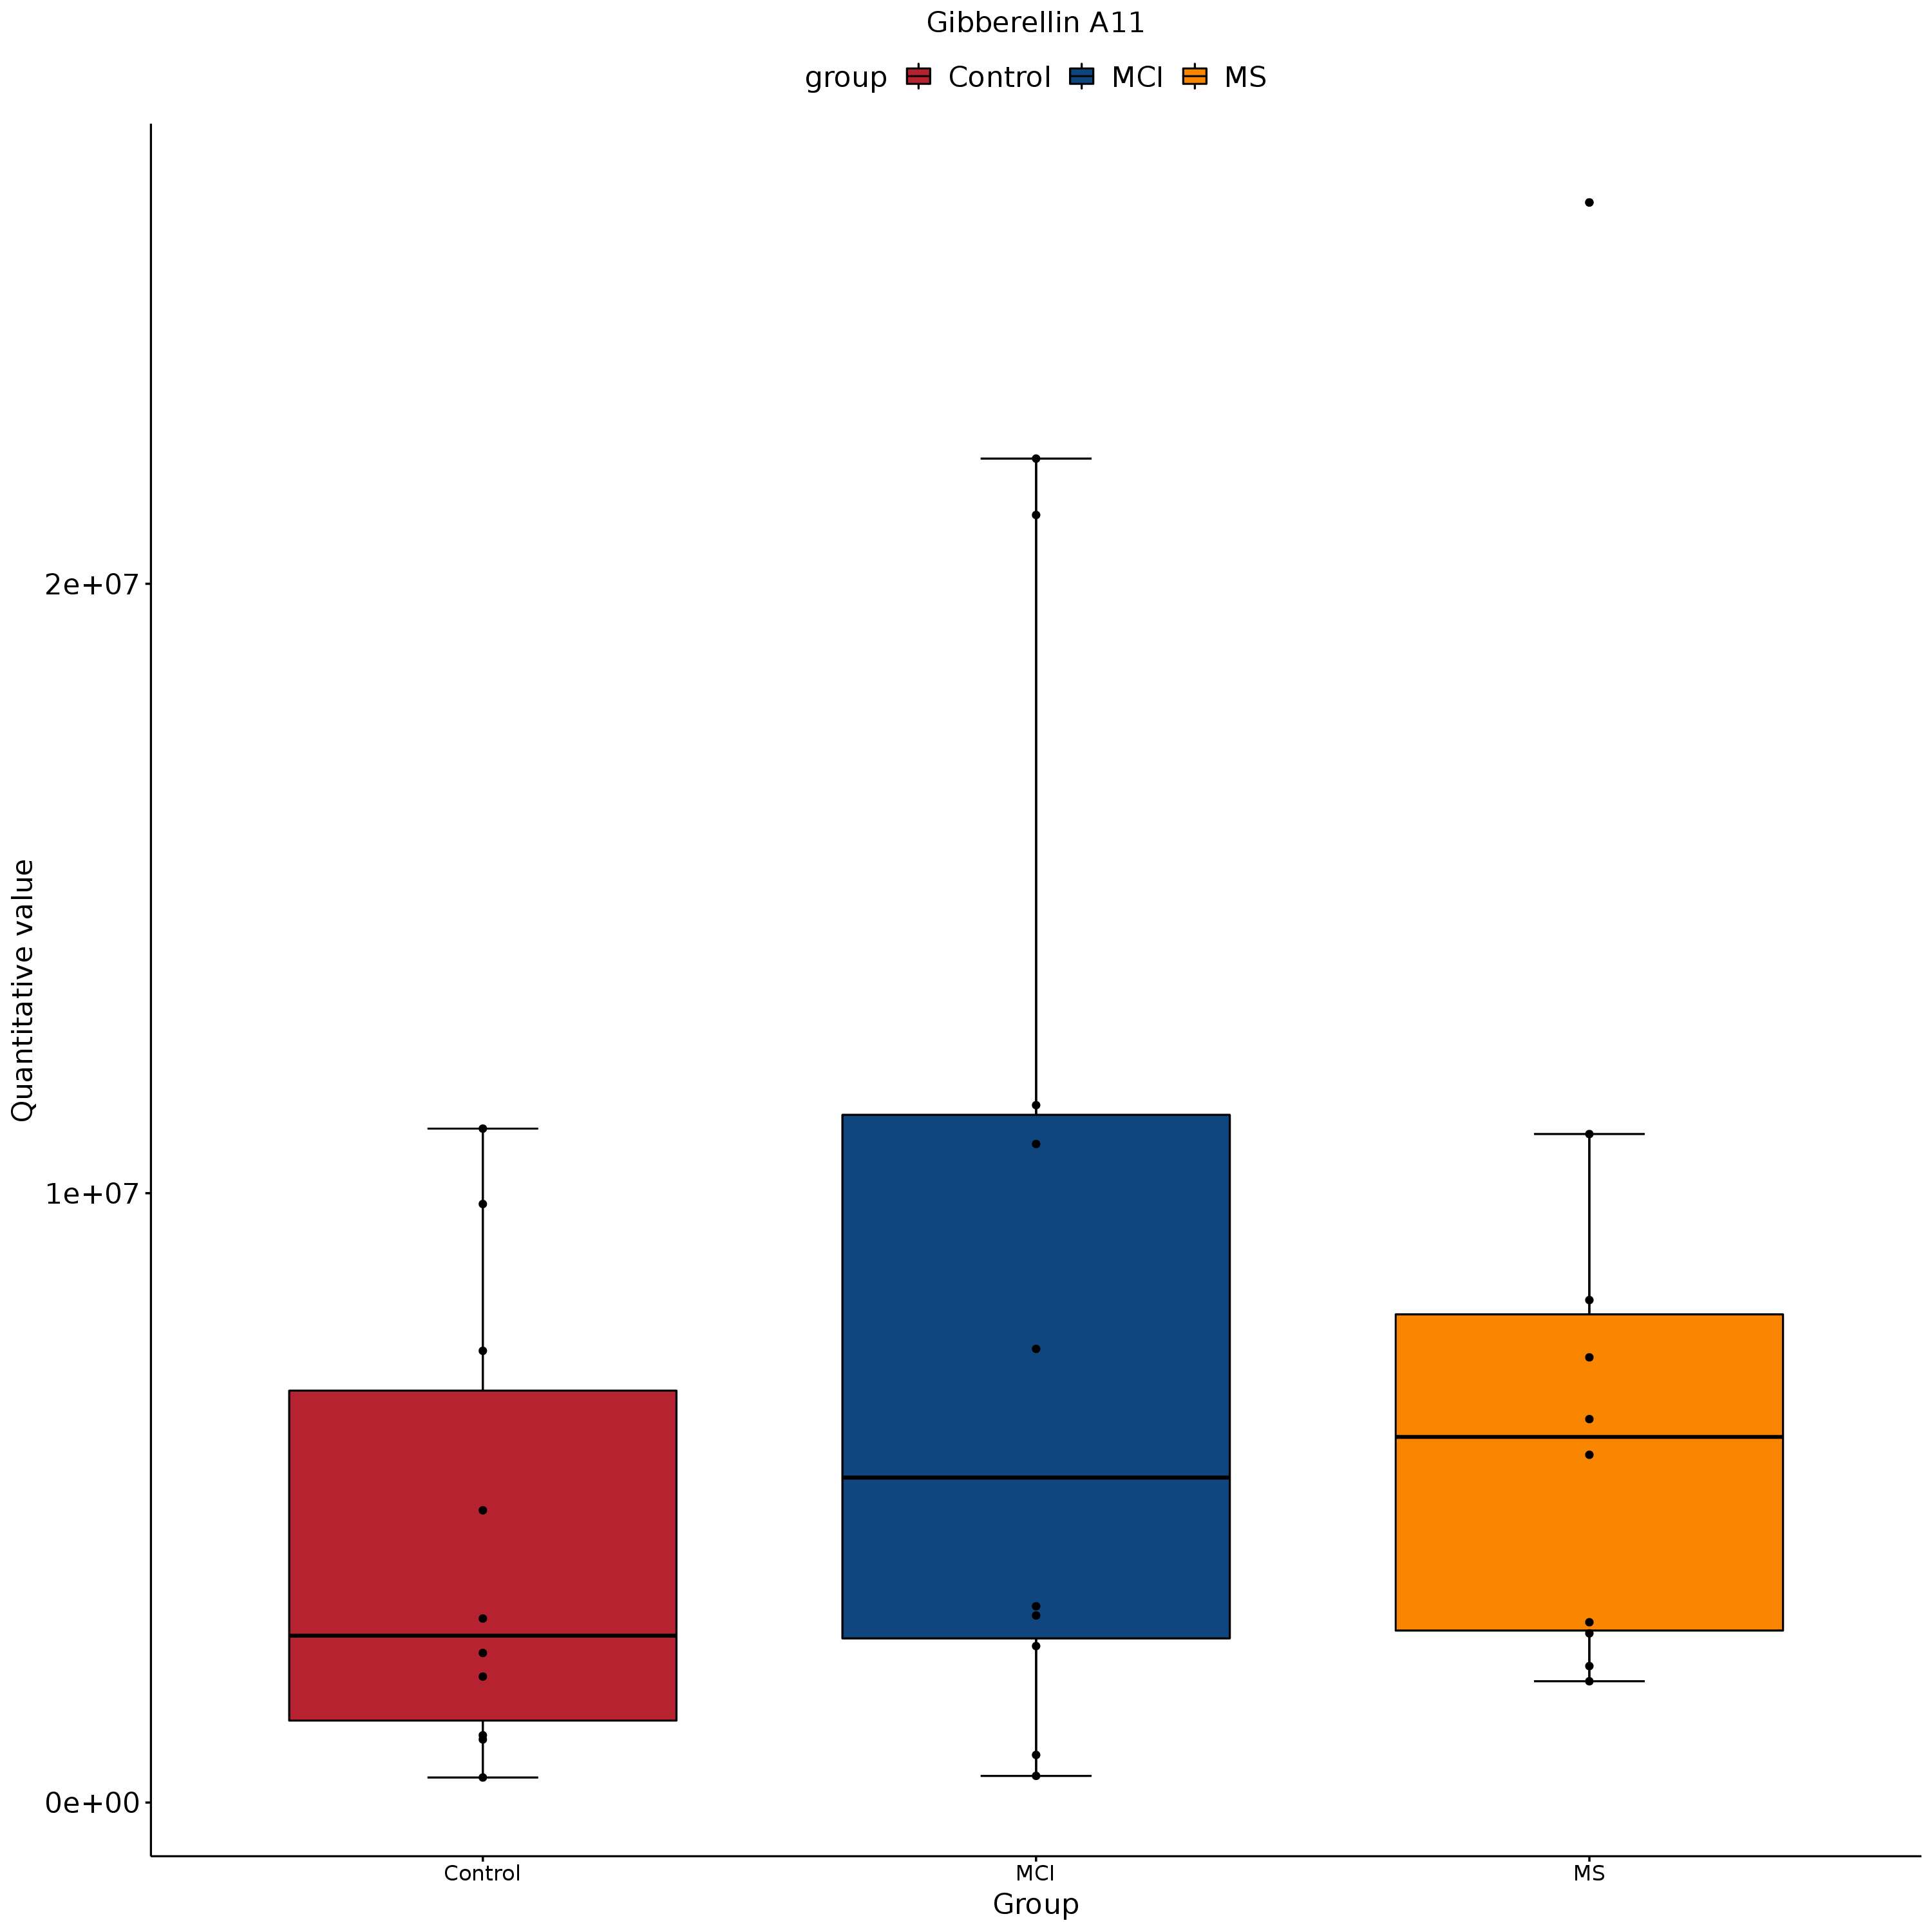 Gibberellin A11
group Control MCI MS
Quantitative value
2e+07
1e+07
0e+00
Control MCI MS
Group